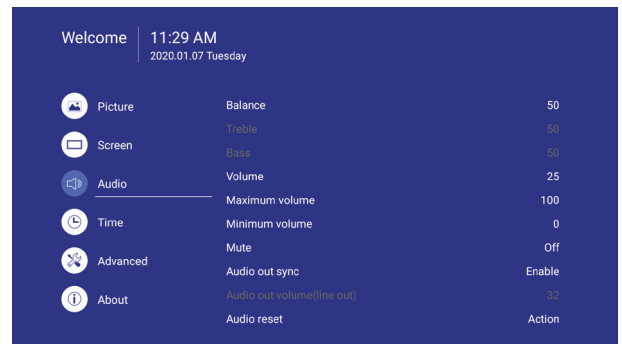 Welcome
11:29 AM
2020.01.07 Tuesday
Picture
Screen
Audio
Time
Advanced
About
Balance 50
Treble 50
Bass 50
Volume 25
Maximum volume 100
Minimum volume 0
Mute Off
Audio out sync Enable
Audio out volume(line out) 32
Audio reset Action